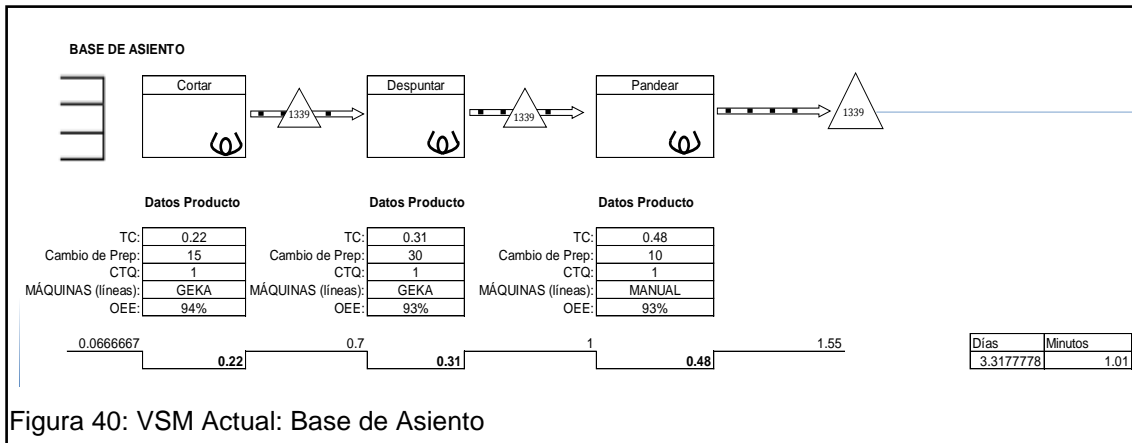 BASE DE ASIENTO
Cortar Despuntar Pandear
1339 1339 1339
Datos Producto Datos Producto Datos Producto
TC: 0.22 TC: 0.31 TC: 0.48
Cambio de Prep: 15 Cambio de Prep: 30 Cambio de Prep: 10
CTQ: 1 CTQ: 1 CTQ: 1
MÁQUINAS (líneas): GEKA MÁQUINAS (líneas): GEKA MÁQUINAS (líneas): MANUAL
OEE: 94% OEE: 93% OEE: 93%
0.0666667 0.7 1 1.55 Días Minutos
0.22 0.31 0.48 3.3177778 1.01
Figura 40: VSM Actual: Base de Asiento